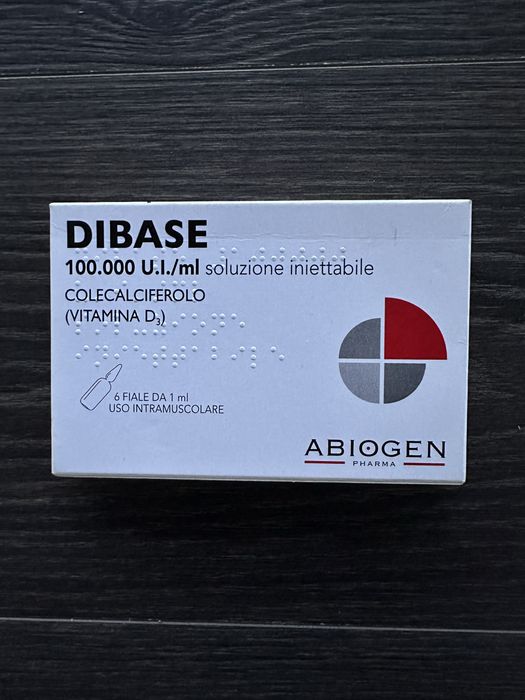 DIBASE
100.000 U.I./ml soluzione iniettabile
COLECALCIFEROLO
(VITAMINA D3)
6 FIALE DA 1 ml
USO INTRAMUSCOLARE
ABIOGEN
PHARMA